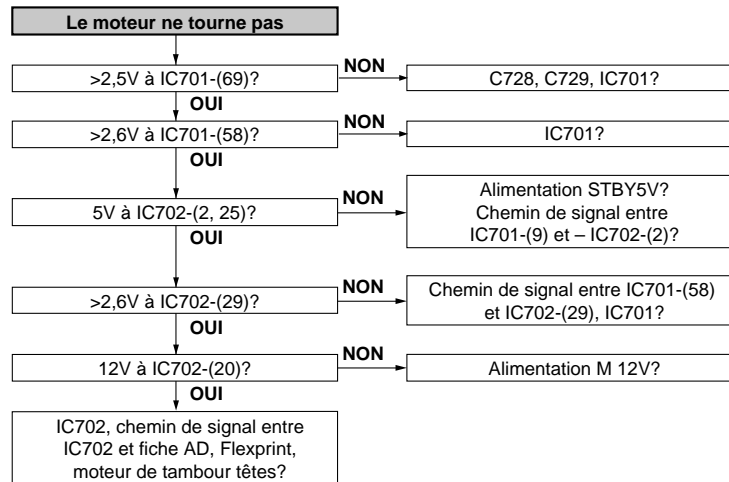 Le moteur ne tourne pas
>2,5V à IC701-(69)?
NON
C728, C729, IC701?
OUI
>2,6V à IC701-(58)?
NON
IC701?
OUI
5V à IC702-(2, 25)?
NON
Alimentation STBY5V?
Chemin de signal entre
IC701-(9) et – IC702-(2)?
OUI
>2,6V à IC702-(29)?
NON
Chemin de signal entre IC701-(58)
et IC702-(29), IC701?
OUI
12V à IC702-(20)?
NON
Alimentation M 12V?
OUI
IC702, chemin de signal entre
IC702 et fiche AD, Flexprint,
moteur de tambour têtes?